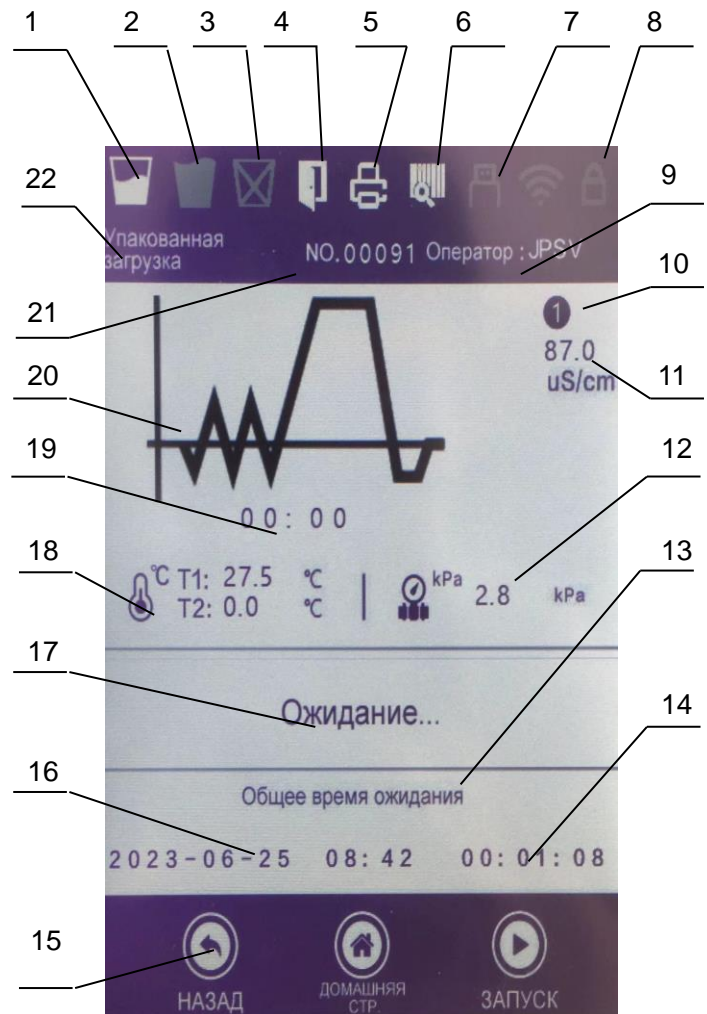 1 2 3 4 5 6 7 8
22
Упакованная
загрузка
NO.00091 Оператор : JPSV
9
21
1
10
87.0
uS/cm
11
20
19
12
00:00
18
°C T1: 27.5 °C
T2: 0.0 °C
kPa 2.8 kPa
13
17
Ожидание...
14
16
Общее время ожидания
2023-06-25 08:42 00:01:08
15
НАЗАД
ДОМАШНЯЯ
СТР.
ЗАПУСК